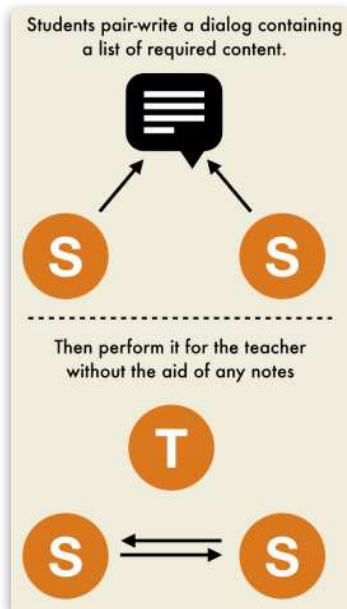 Students pair-write a dialog containing
a list of required content.
S S
Then perform it for the teacher
without the aid of any notes
T
S S